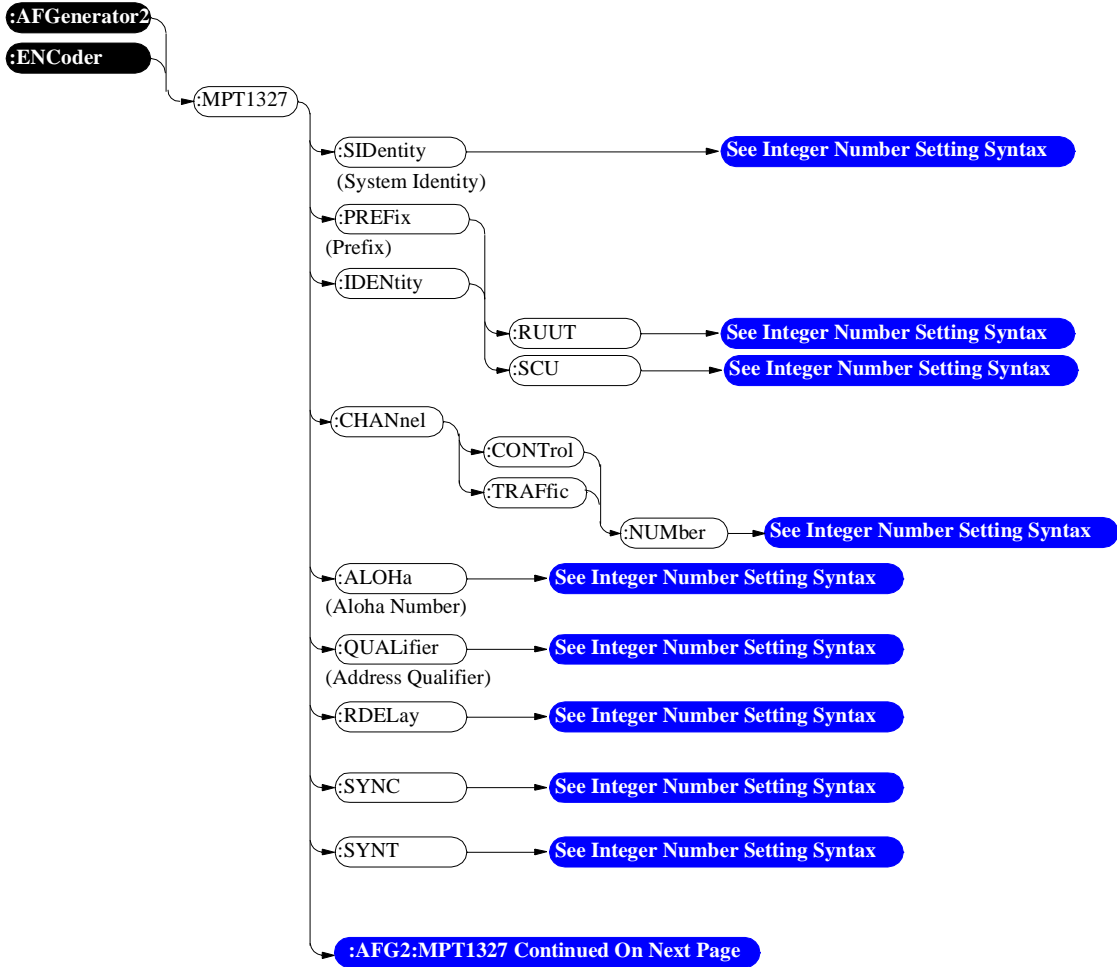 :AFGenerator2
:ENCoder
:MPT1327
:SIDentity
See Integer Number Setting Syntax
(System Identity)
:PREFix
(Prefix)
:IDENtity
:RUUT
See Integer Number Setting Syntax
:SCU
See Integer Number Setting Syntax
:CHANnel
:CONTrol
:TRAFfic
:NUMber
See Integer Number Setting Syntax
:ALOHa
See Integer Number Setting Syntax
(Aloha Number)
:QUALifier
See Integer Number Setting Syntax
(Address Qualifier)
:RDELay
See Integer Number Setting Syntax
:SYNC
See Integer Number Setting Syntax
:SYNT
See Integer Number Setting Syntax
:AFG2:MPT1327 Continued On Next Page